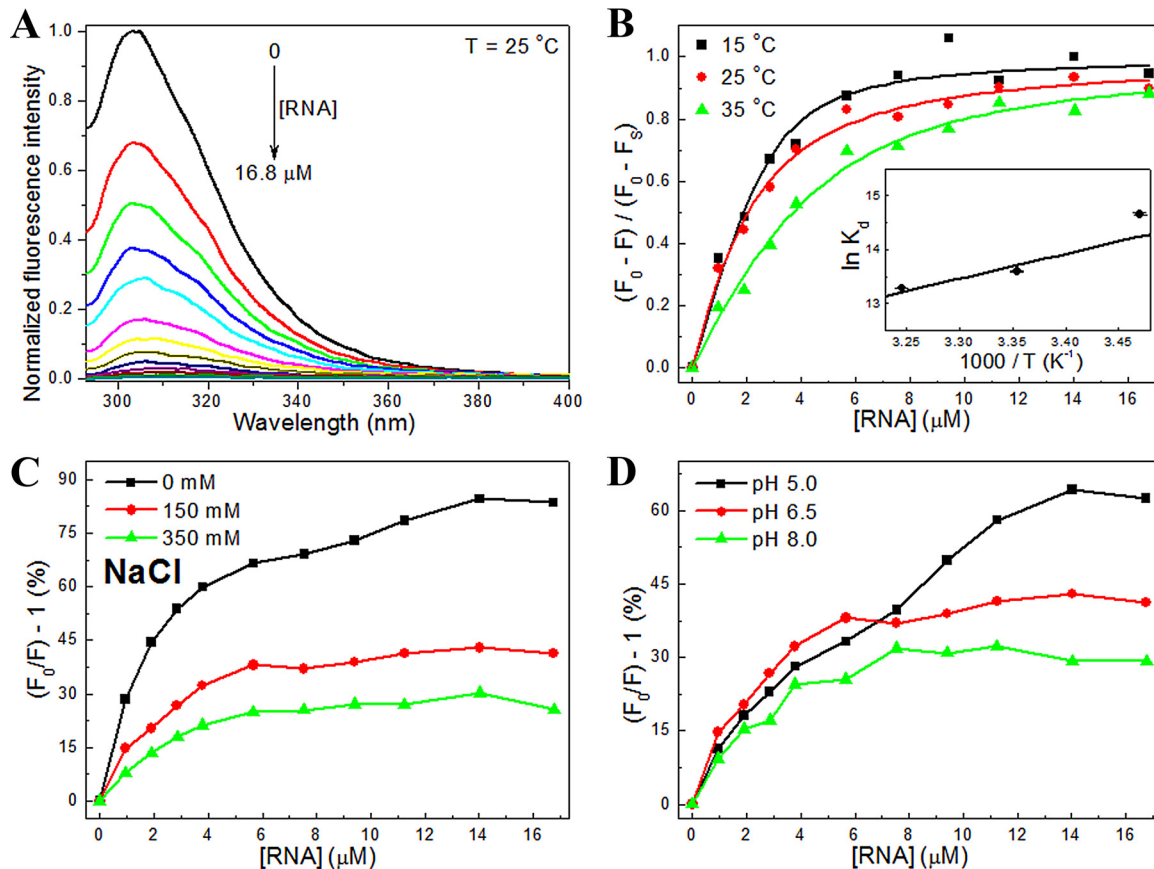 A
T = 25 °C
0
[RNA]
16.8 μM
Normalized fluorescence intensity
1.0
0.8
0.6
0.4
0.2
0.0
300 320 340 360 380 400
Wavelength (nm)
B
15 °C
25 °C
35 °C
(F0 - F) / (F0 - FS)
1.0
0.8
0.6
0.4
0.2
0.0
ln Kd
15
14
13
3.25 3.30 3.35 3.40 3.45
1000 / T (K-1)
0 2 4 6 8 10 12 14 16
[RNA] (μM)
C
0 mM
150 mM
350 mM
NaCl
(F0/F) - 1 (%)
90
75
60
45
30
15
0
0 2 4 6 8 10 12 14 16
[RNA] (μM)
D
pH 5.0
pH 6.5
pH 8.0
(F0/F) - 1 (%)
60
45
30
15
0
0 2 4 6 8 10 12 14 16
[RNA] (μM)